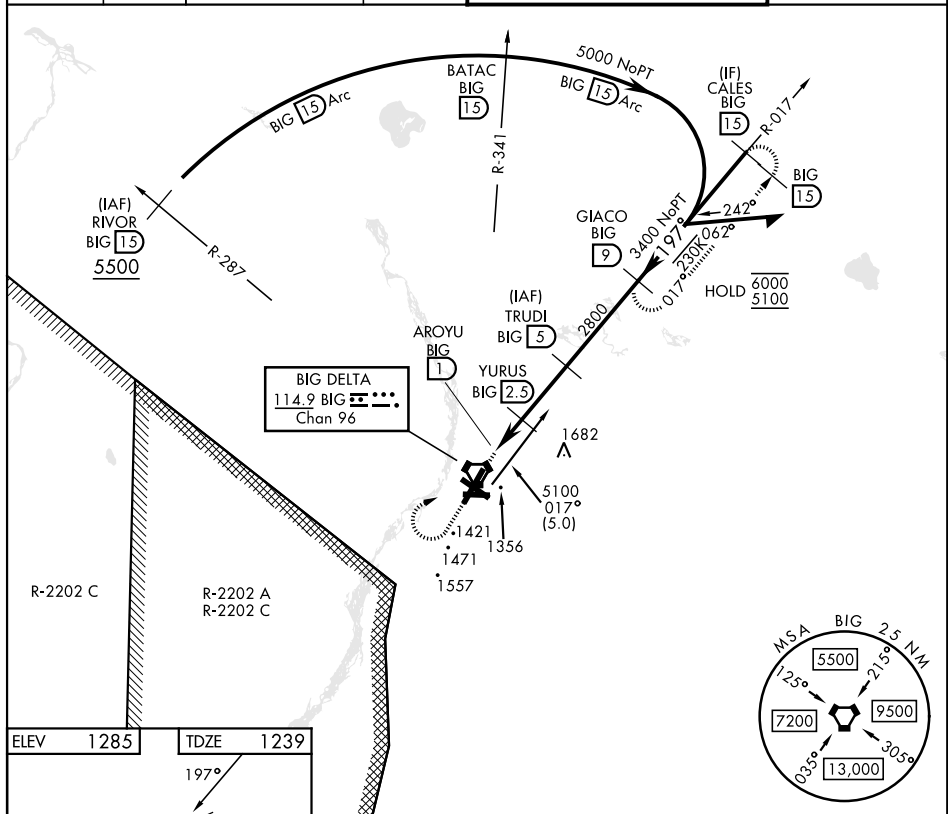 BATAC
BIG
15
5000 NoPT
BIG 15 Arc
BIG 15 Arc
(IF)
CALES
BIG
15
R-017
R-341
BIG
15
(IAF)
RIVOR
BIG 15
5500
R-287
GIACO
BIG
9
3400 NoPT
197°
242°
062°
230K
017°
HOLD 6000
5100
(IAF)
TRUDI
BIG 5
2800
AROYU
BIG
1
YURUS
BIG 2.5
BIG DELTA
114.9 BIG
Chan 96
1682
5100
017°
(5.0)
1421
1356
1471
1557
R-2202 C
R-2202 A
R-2202 C
MSA BIG 25 NM
5500
125°
215°
7200
9500
035°
305°
13,000
ELEV 1285
TDZE 1239
197°